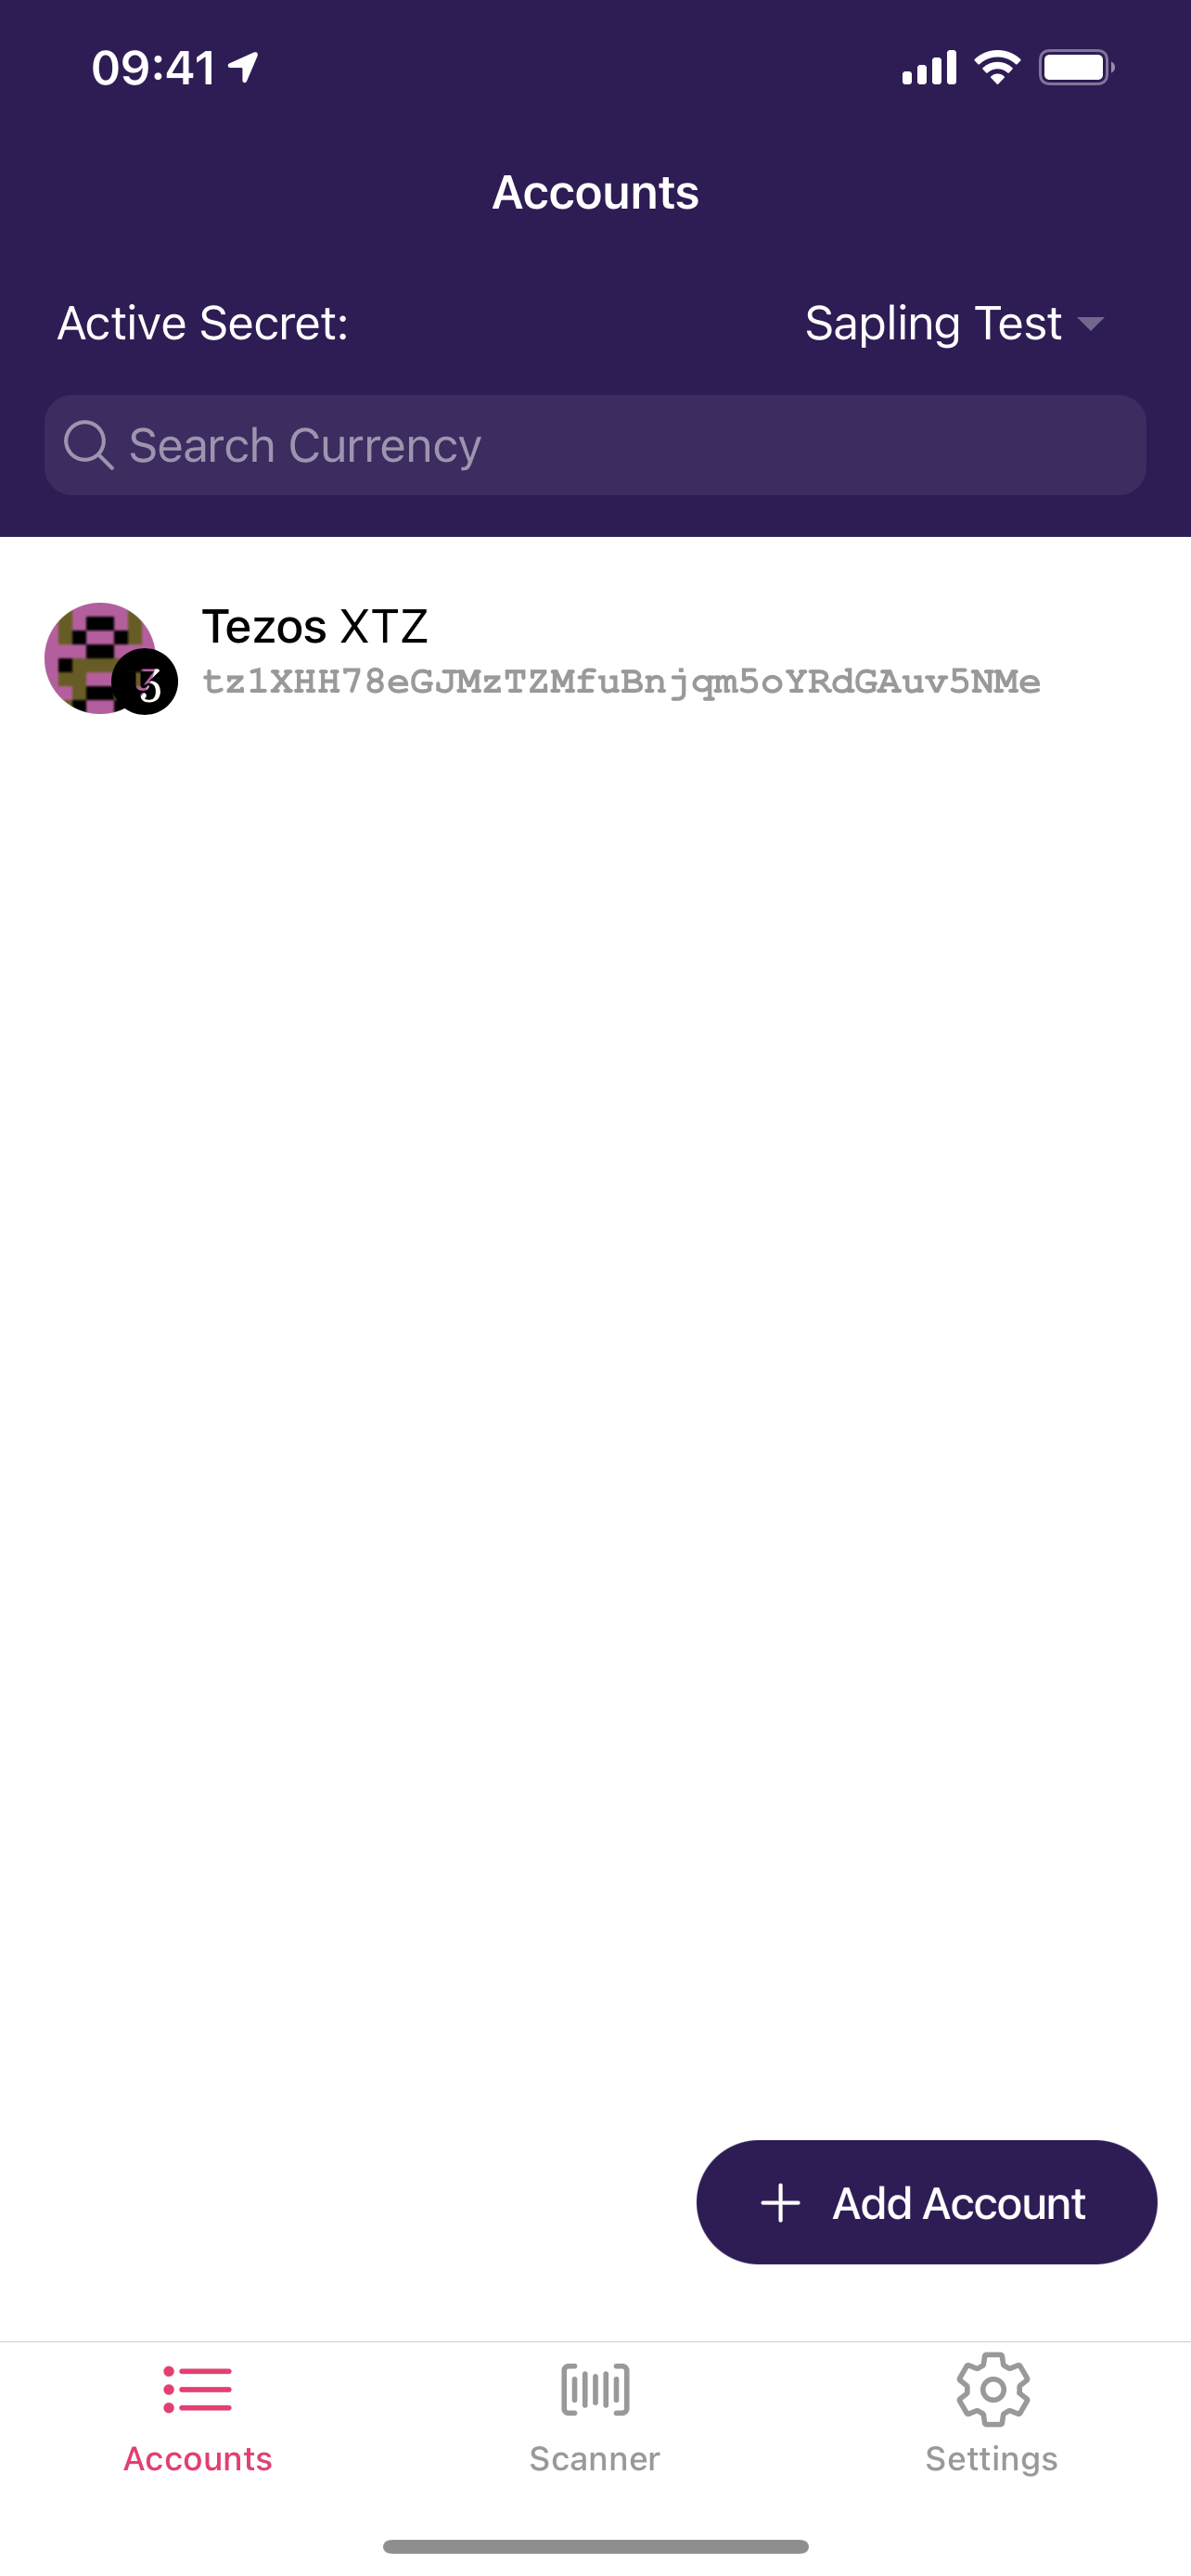 09:41
Accounts
Active Secret: Sapling Test
Search Currency
Tezos XTZ
tz1XHH78eGJMzTZMfuBnjqm5oYRdGAuv5NMe
Add Account
Accounts Scanner Settings